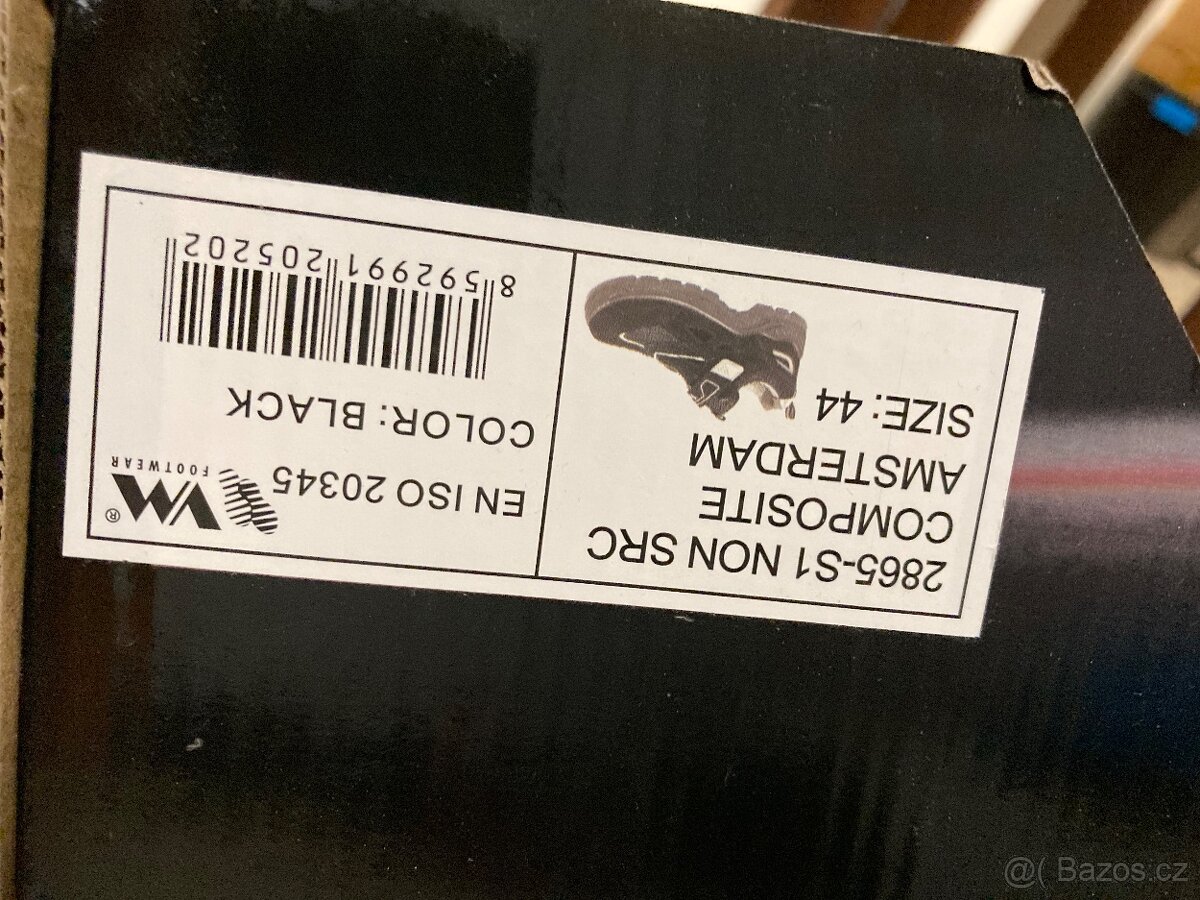 2865-S1 NON SRC
COMPOSITE
AMSTERDAM
SIZE: 44
EN ISO 20345
VM®
FOOTWEAR
COLOR: BLACK
8 592991 205202
@( Bazos.cz